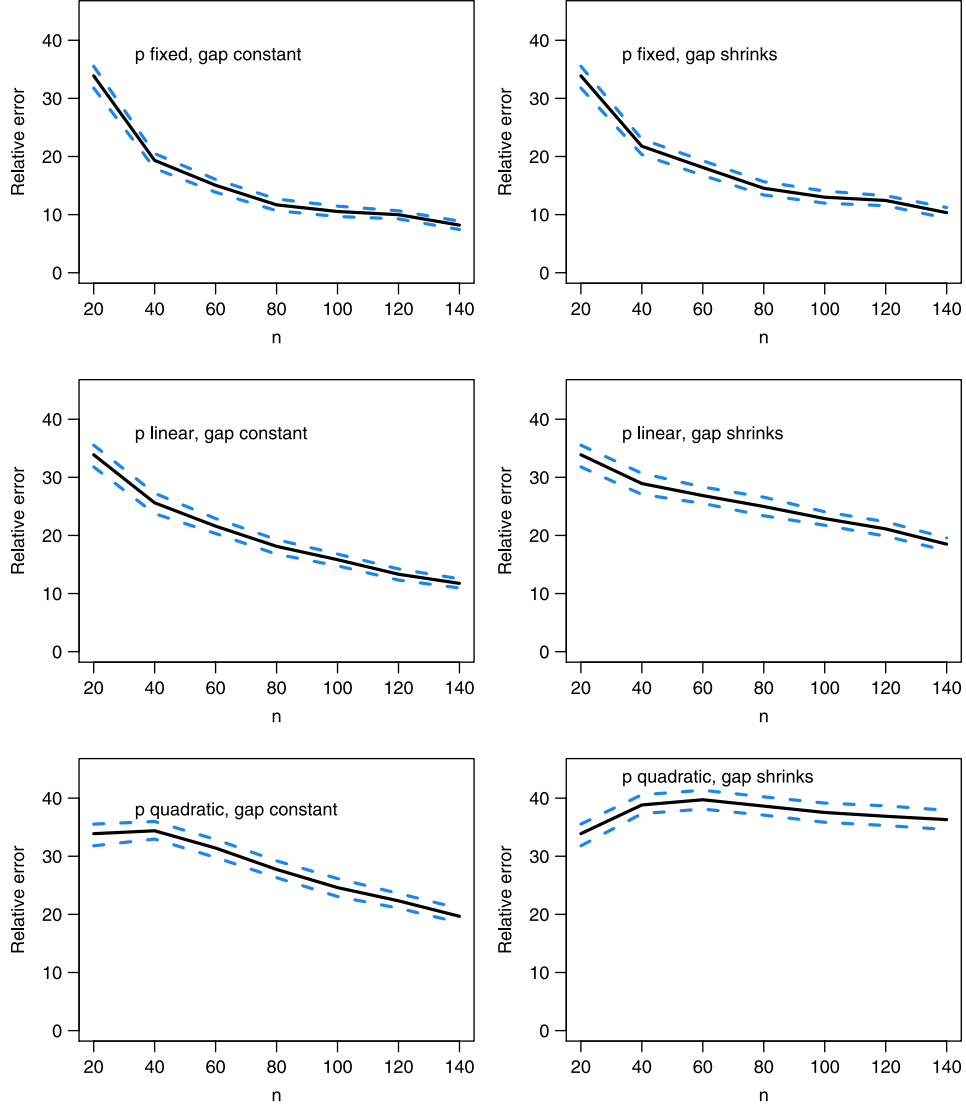 p fixed, gap constant
Relative error
40
30
20
10
0
20 40 60 80 100 120 140
n
p fixed, gap shrinks
Relative error
40
30
20
10
0
20 40 60 80 100 120 140
n
p linear, gap constant
Relative error
40
30
20
10
0
20 40 60 80 100 120 140
n
p linear, gap shrinks
Relative error
40
30
20
10
0
20 40 60 80 100 120 140
n
p quadratic, gap constant
Relative error
40
30
20
10
0
20 40 60 80 100 120 140
n
p quadratic, gap shrinks
Relative error
40
30
20
10
0
20 40 60 80 100 120 140
n